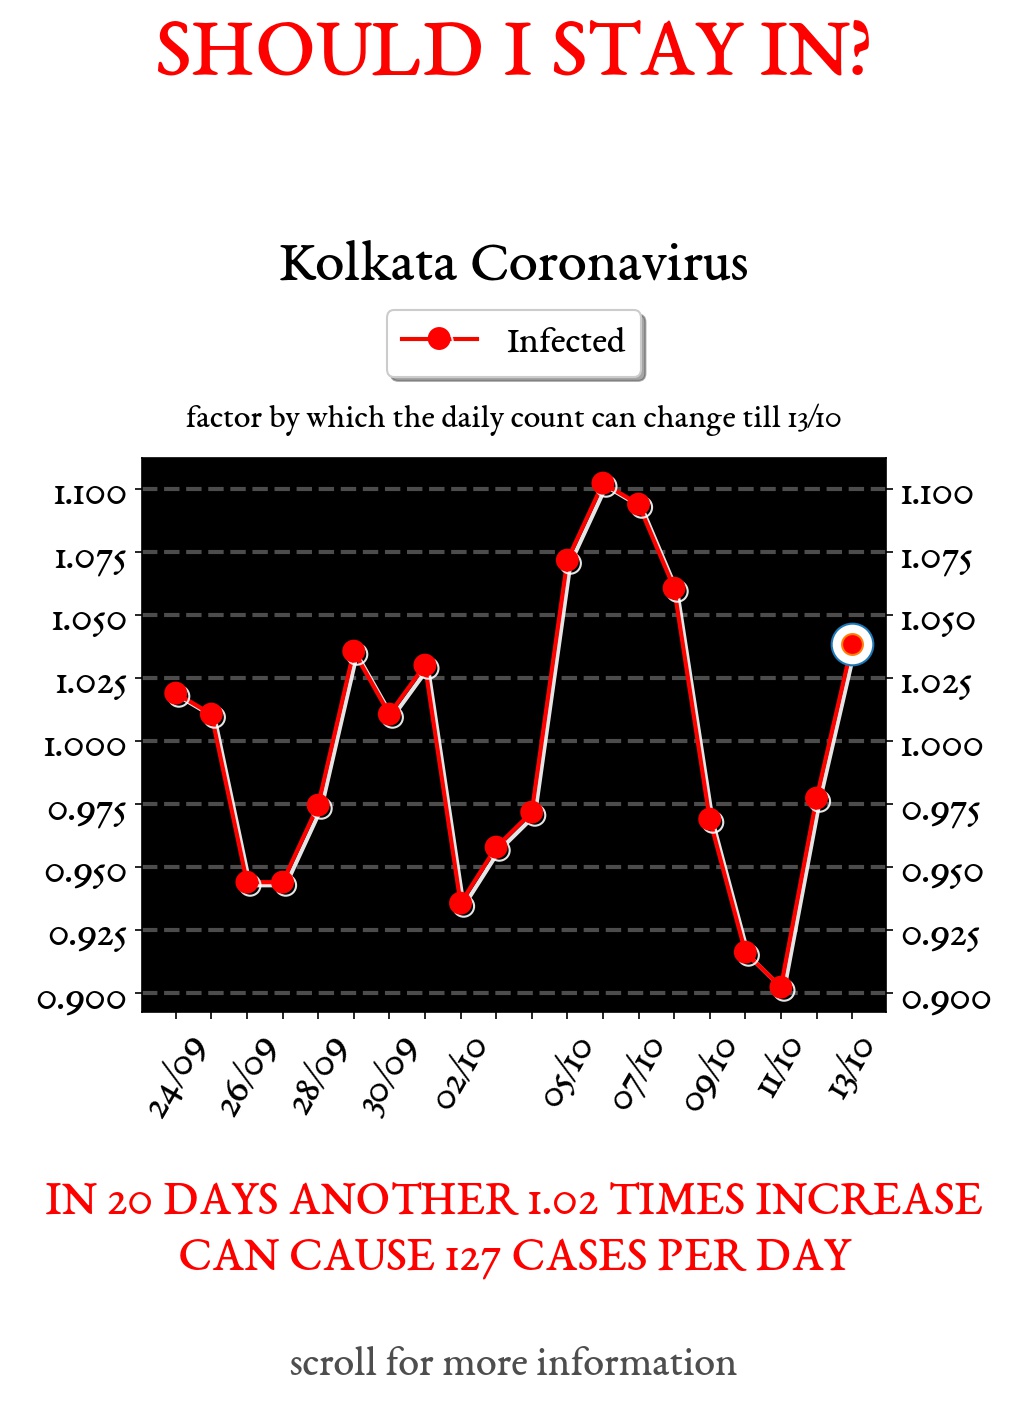 SHOULD I STAY IN?
Kolkata Coronavirus
Infected
factor by which the daily count can change till 13/10
1.100 1.100
1.075 1.075
1.050 1.050
1.025 1.025
1.000 1.000
0.975 0.975
0.950 0.950
0.925 0.925
0.900 0.900
24/09 26/09 28/09 30/09 02/10 05/10 07/10 09/10 11/10 13/10
IN 20 DAYS ANOTHER 1.02 TIMES INCREASE
CAN CAUSE 127 CASES PER DAY
scroll for more information